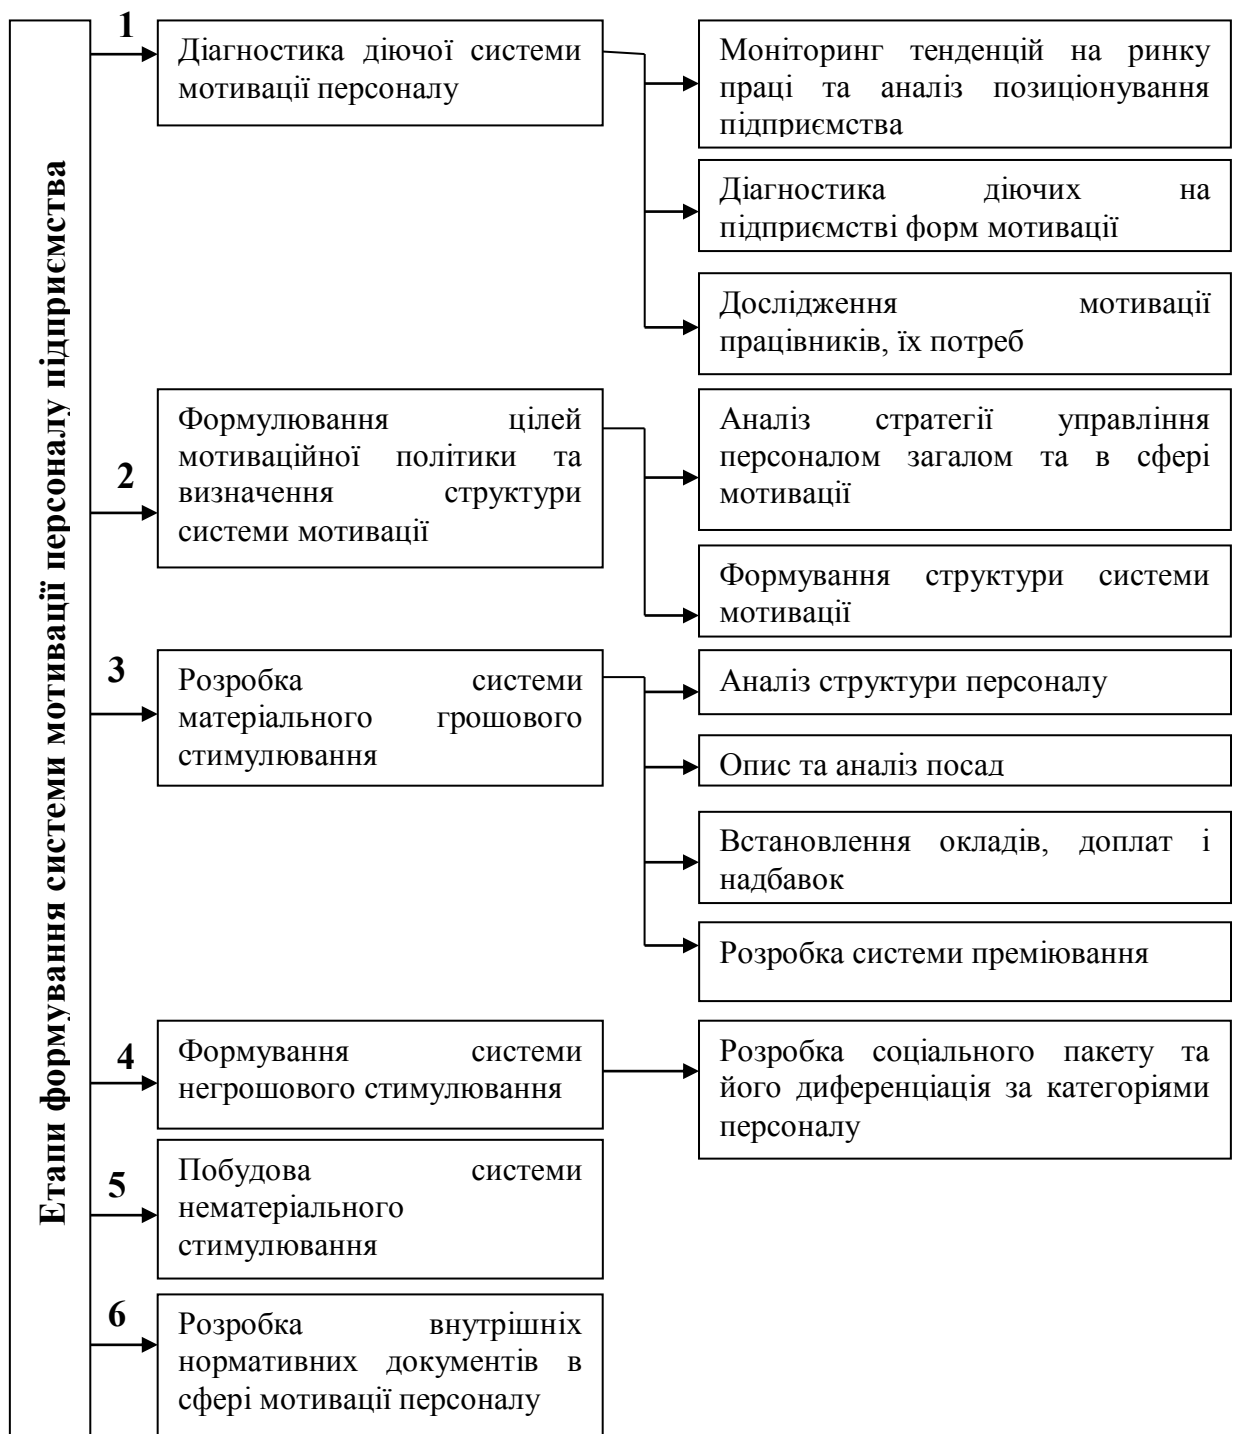 Етапи формування системи мотивації персоналу підприємства
1
Діагностика діючої системи
мотивації персоналу
Моніторинг тенденцій на ринку
праці та аналіз позиціонування
підприємства
Діагностика діючих на
підприємстві форм мотивації
Дослідження мотивації
працівників, їх потреб
2
Формулювання цілей
мотиваційної політики та
визначення структури
системи мотивації
Аналіз стратегії управління
персоналом загалом та в сфері
мотивації
Формування структури системи
мотивації
3
Розробка системи
матеріального грошового
стимулювання
Аналіз структури персоналу
Опис та аналіз посад
Встановлення окладів, доплат і
надбавок
Розробка системи преміювання
4
Формування системи
негрошового стимулювання
Розробка соціального пакету та
його диференціація за категоріями
персоналу
5
Побудова системи
нематеріального
стимулювання
6
Розробка внутрішніх
нормативних документів в
сфері мотивації персоналу